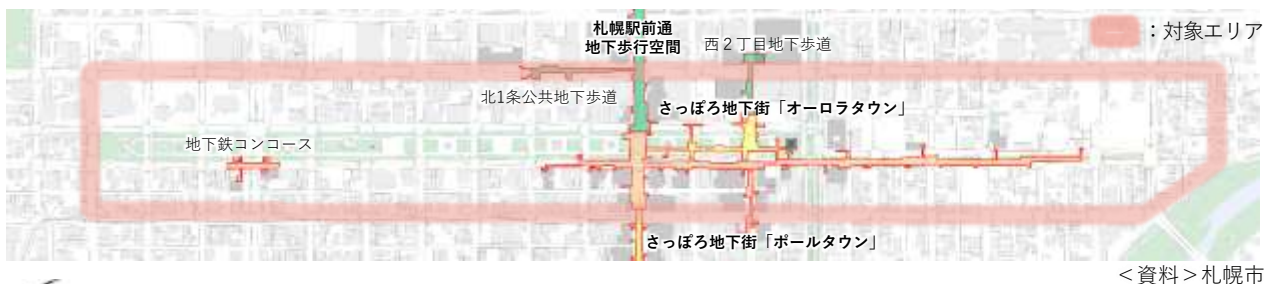 札幌駅前通
地下歩行空間
西２丁目地下歩道
：対象エリア
北1条公共地下歩道
さっぽろ地下街「オーロラタウン」
地下鉄コンコース
さっぽろ地下街「ポールタウン」
＜資料＞札幌市